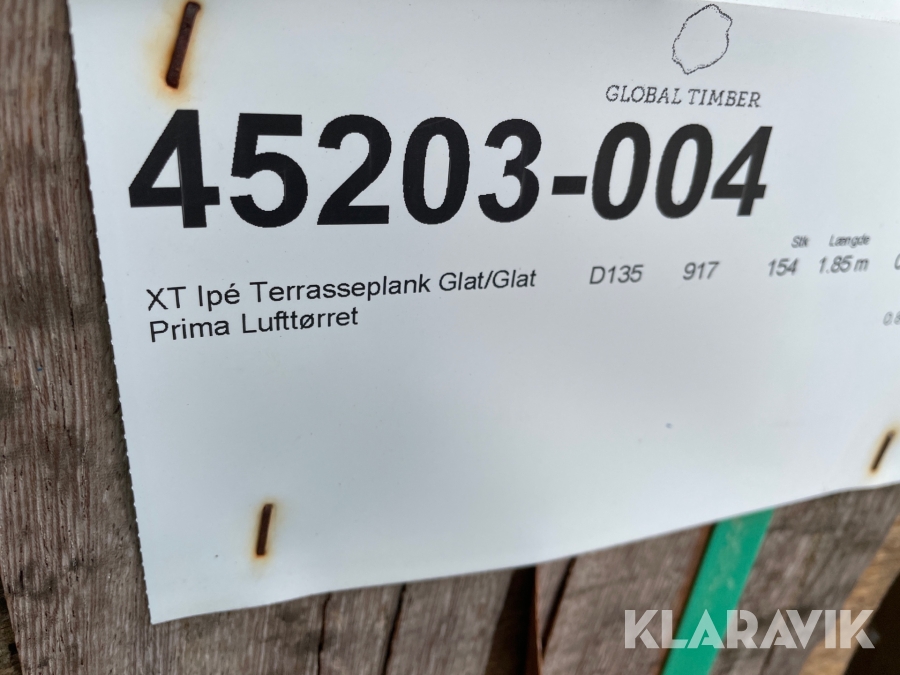 GLOBAL TIMBER
45203-004
Stk Længde
XT Ipé Terrasseplank Glat/Glat D135 917 154 1.85 m
Prima Lufttørret
KLARAVIK